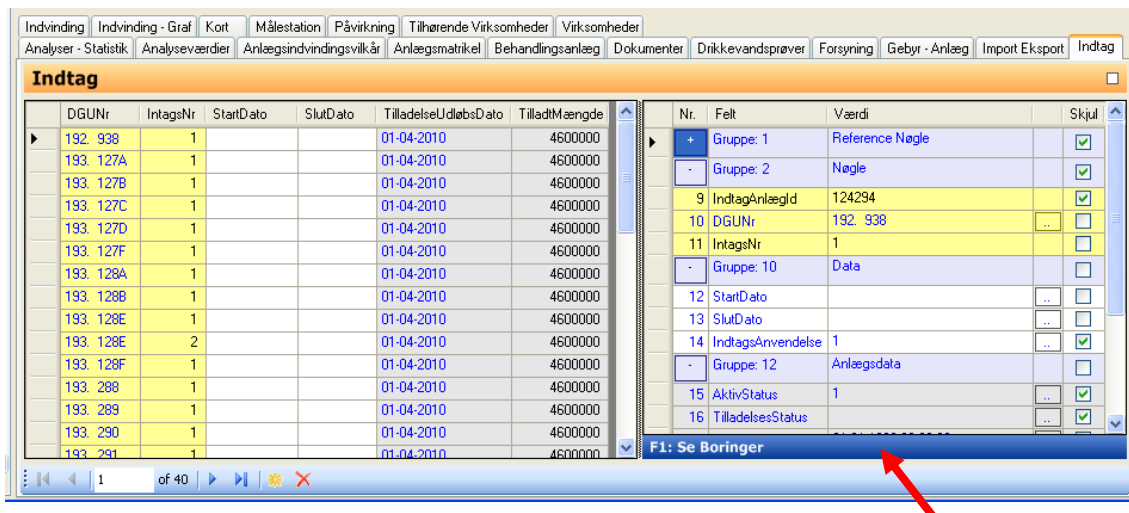 Indvinding Indvinding - Graf Kort Målestation Påvirkning Tilhørende Virksomheder Virksomheder
Analyser - Statistik Analyseværdier Anlægsindvindingsvilkår Anlægsmatrikel Behandlingsanlæg Dokumenter Drikkevandsprøver Forsyning Gebyr - Anlæg Import Eksport Indtag
Indtag
DGUNr IntagsNr StartDato SlutDato TilladelseUdløbsDato TilladtMængde
192. 938 1 01-04-2010 4600000
193. 127A 1 01-04-2010 4600000
193. 127B 1 01-04-2010 4600000
193. 127C 1 01-04-2010 4600000
193. 127D 1 01-04-2010 4600000
193. 127F 1 01-04-2010 4600000
193. 128A 1 01-04-2010 4600000
193. 128B 1 01-04-2010 4600000
193. 128E 1 01-04-2010 4600000
193. 128E 2 01-04-2010 4600000
193. 128F 1 01-04-2010 4600000
193. 288 1 01-04-2010 4600000
193. 289 1 01-04-2010 4600000
193. 290 1 01-04-2010 4600000
193. 291 1 01-04-2010 4600000
Nr. Felt Værdi Skjul
+ Gruppe: 1 Reference Nøgle
- Gruppe: 2 Nøgle
9 IndtagAnlægId 124294
10 DGUNr 192. 938 ..
11 IntagsNr 1
- Gruppe: 10 Data
12 StartDato ..
13 SlutDato ..
14 IndtagsAnvendelse 1 ..
- Gruppe: 12 Anlægsdata
15 AktivStatus 1 ..
16 TilladelsesStatus ..
F1: Se Boringer
1 of 40